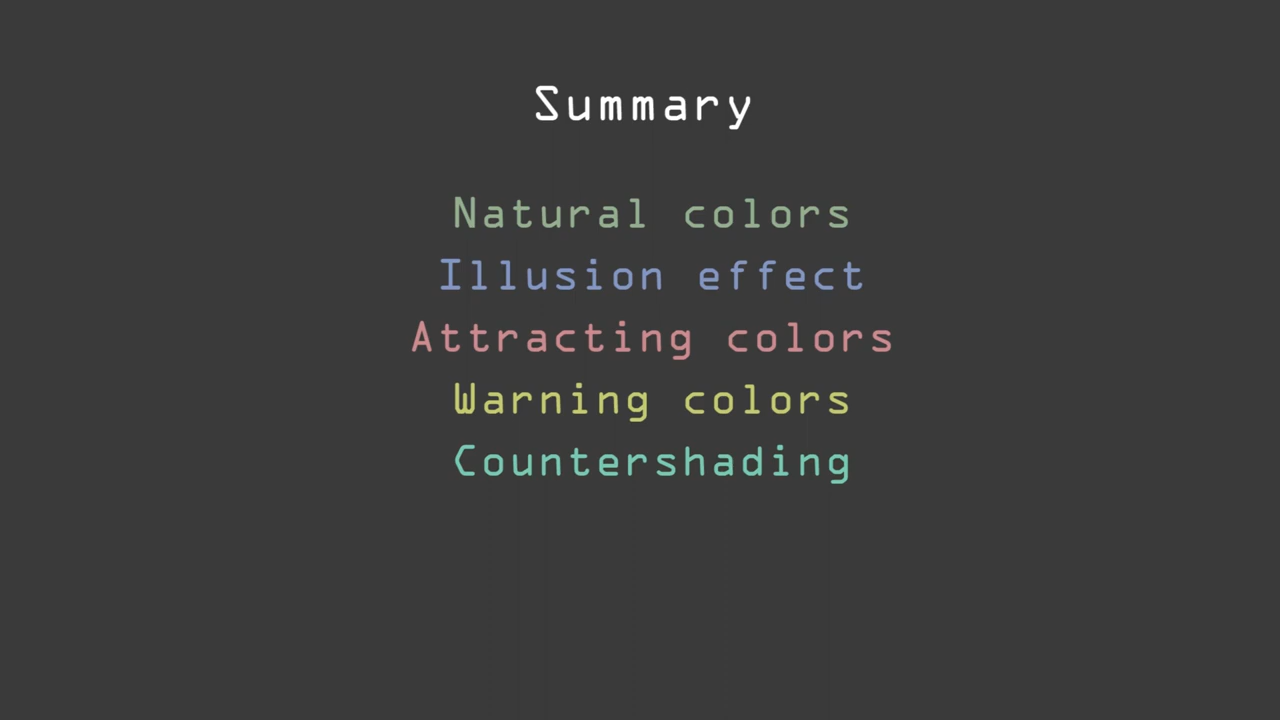 Summary
Natural colors
Illusion effect
Attracting colors
Warning colors
Countershading